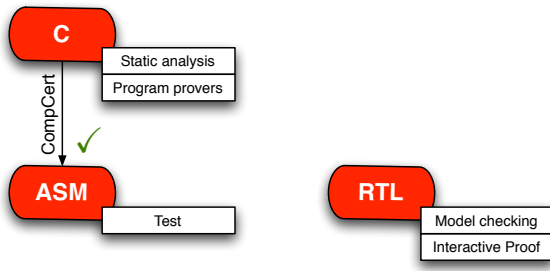 C
Static analysis
Program provers
CompCert
ASM
Test
RTL
Model checking
Interactive Proof